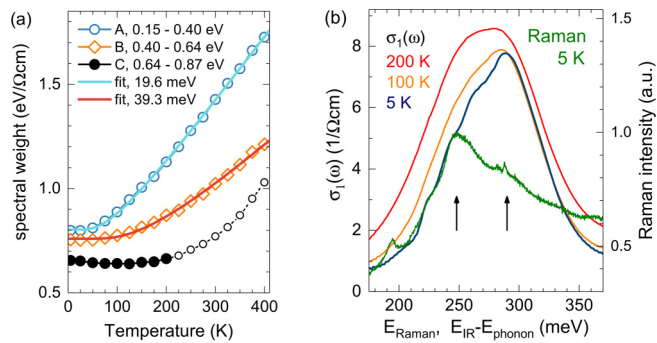 (a)
A, 0.15 - 0.40 eV
B, 0.40 - 0.64 eV
C, 0.64 - 0.87 eV
fit, 19.6 meV
fit, 39.3 meV
spectral weight (eV/Ωcm)
1.5
1.0
0.5
0
100
200
300
400
Temperature (K)
(b)
σ₁(ω)
200 K
100 K
5 K
Raman
5 K
σ₁(ω) (1/Ωcm)
8
6
4
2
0
1.5
1.0
0.5
Raman intensity (a.u.)
200
250
300
350
E_Raman, E_IR-E_phonon (meV)